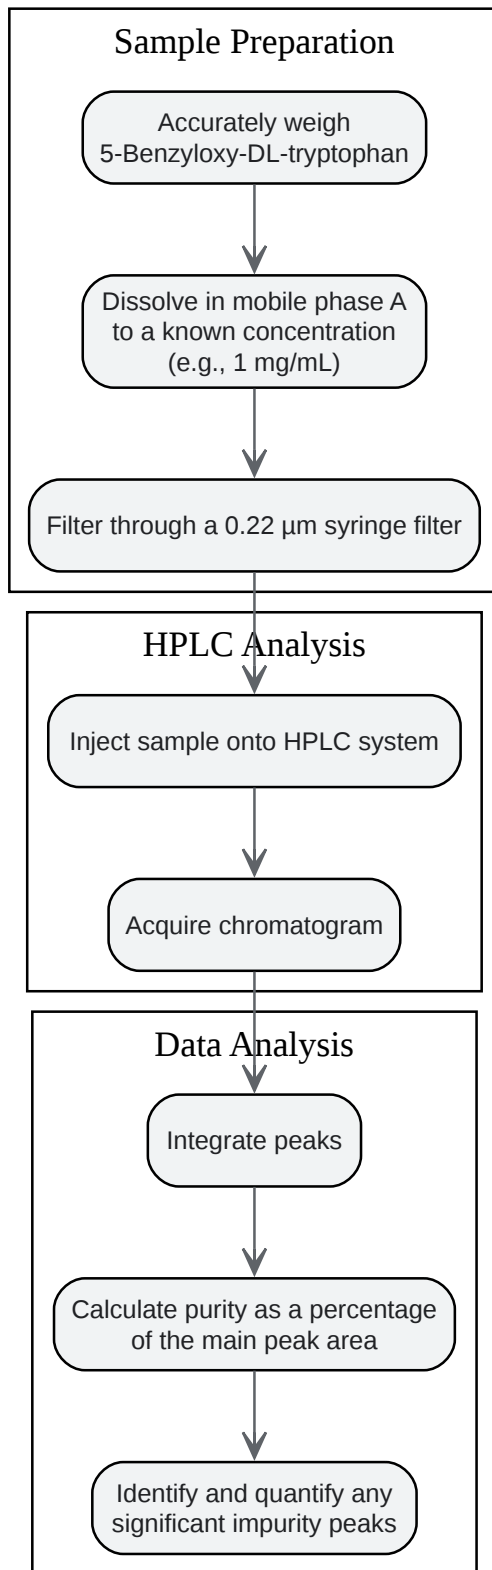 Sample Preparation
Accurately weigh
5-Benzyloxy-DL-tryptophan
Dissolve in mobile phase A
to a known concentration
(e.g., 1 mg/mL)
Filter through a 0.22 µm syringe filter
HPLC Analysis
Inject sample onto HPLC system
Acquire chromatogram
Data Analysis
Integrate peaks
Calculate purity as a percentage
of the main peak area
Identify and quantify any
significant impurity peaks